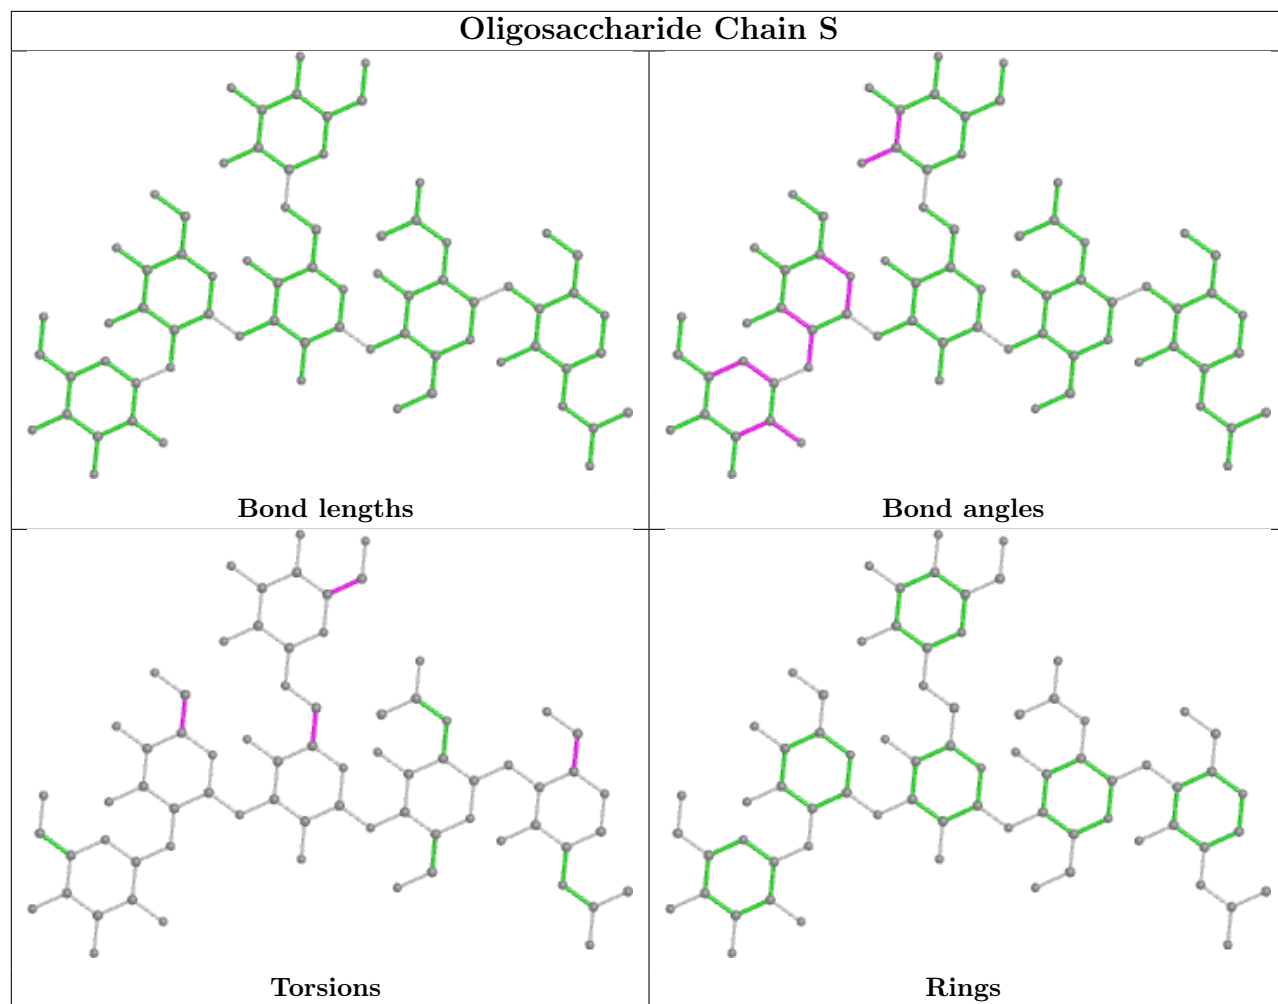 Oligosaccharide Chain S
Bond lengths
Bond angles
Torsions
Rings